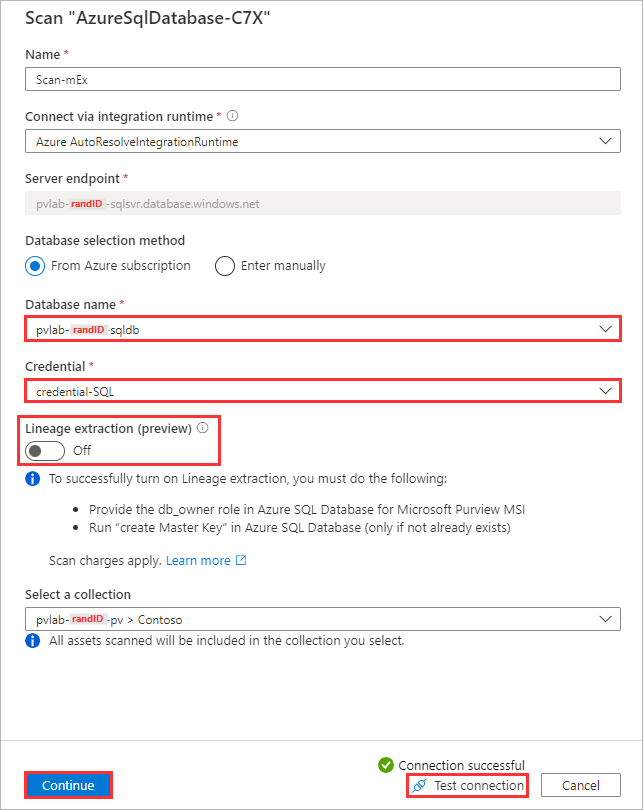 Scan "AzureSqlDatabase-C7X"
Name *
Scan-mEx
Connect via integration runtime *
Azure AutoResolveIntegrationRuntime
Server endpoint *
pvlab-randID-sqlsvr.database.windows.net
Database selection method
From Azure subscription Enter manually
Database name *
pvlab-randID-sqldb
Credential *
credential-SQL
Lineage extraction (preview)
Off
To successfully turn on Lineage extraction, you must do the following:
• Provide the db_owner role in Azure SQL Database for Microsoft Purview MSI
• Run “create Master Key” in Azure SQL Database (only if not already exists)
Scan charges apply. Learn more
Select a collection
pvlab-randID-pv > Contoso
All assets scanned will be included in the collection you select.
Connection successful
Continue Test connection Cancel